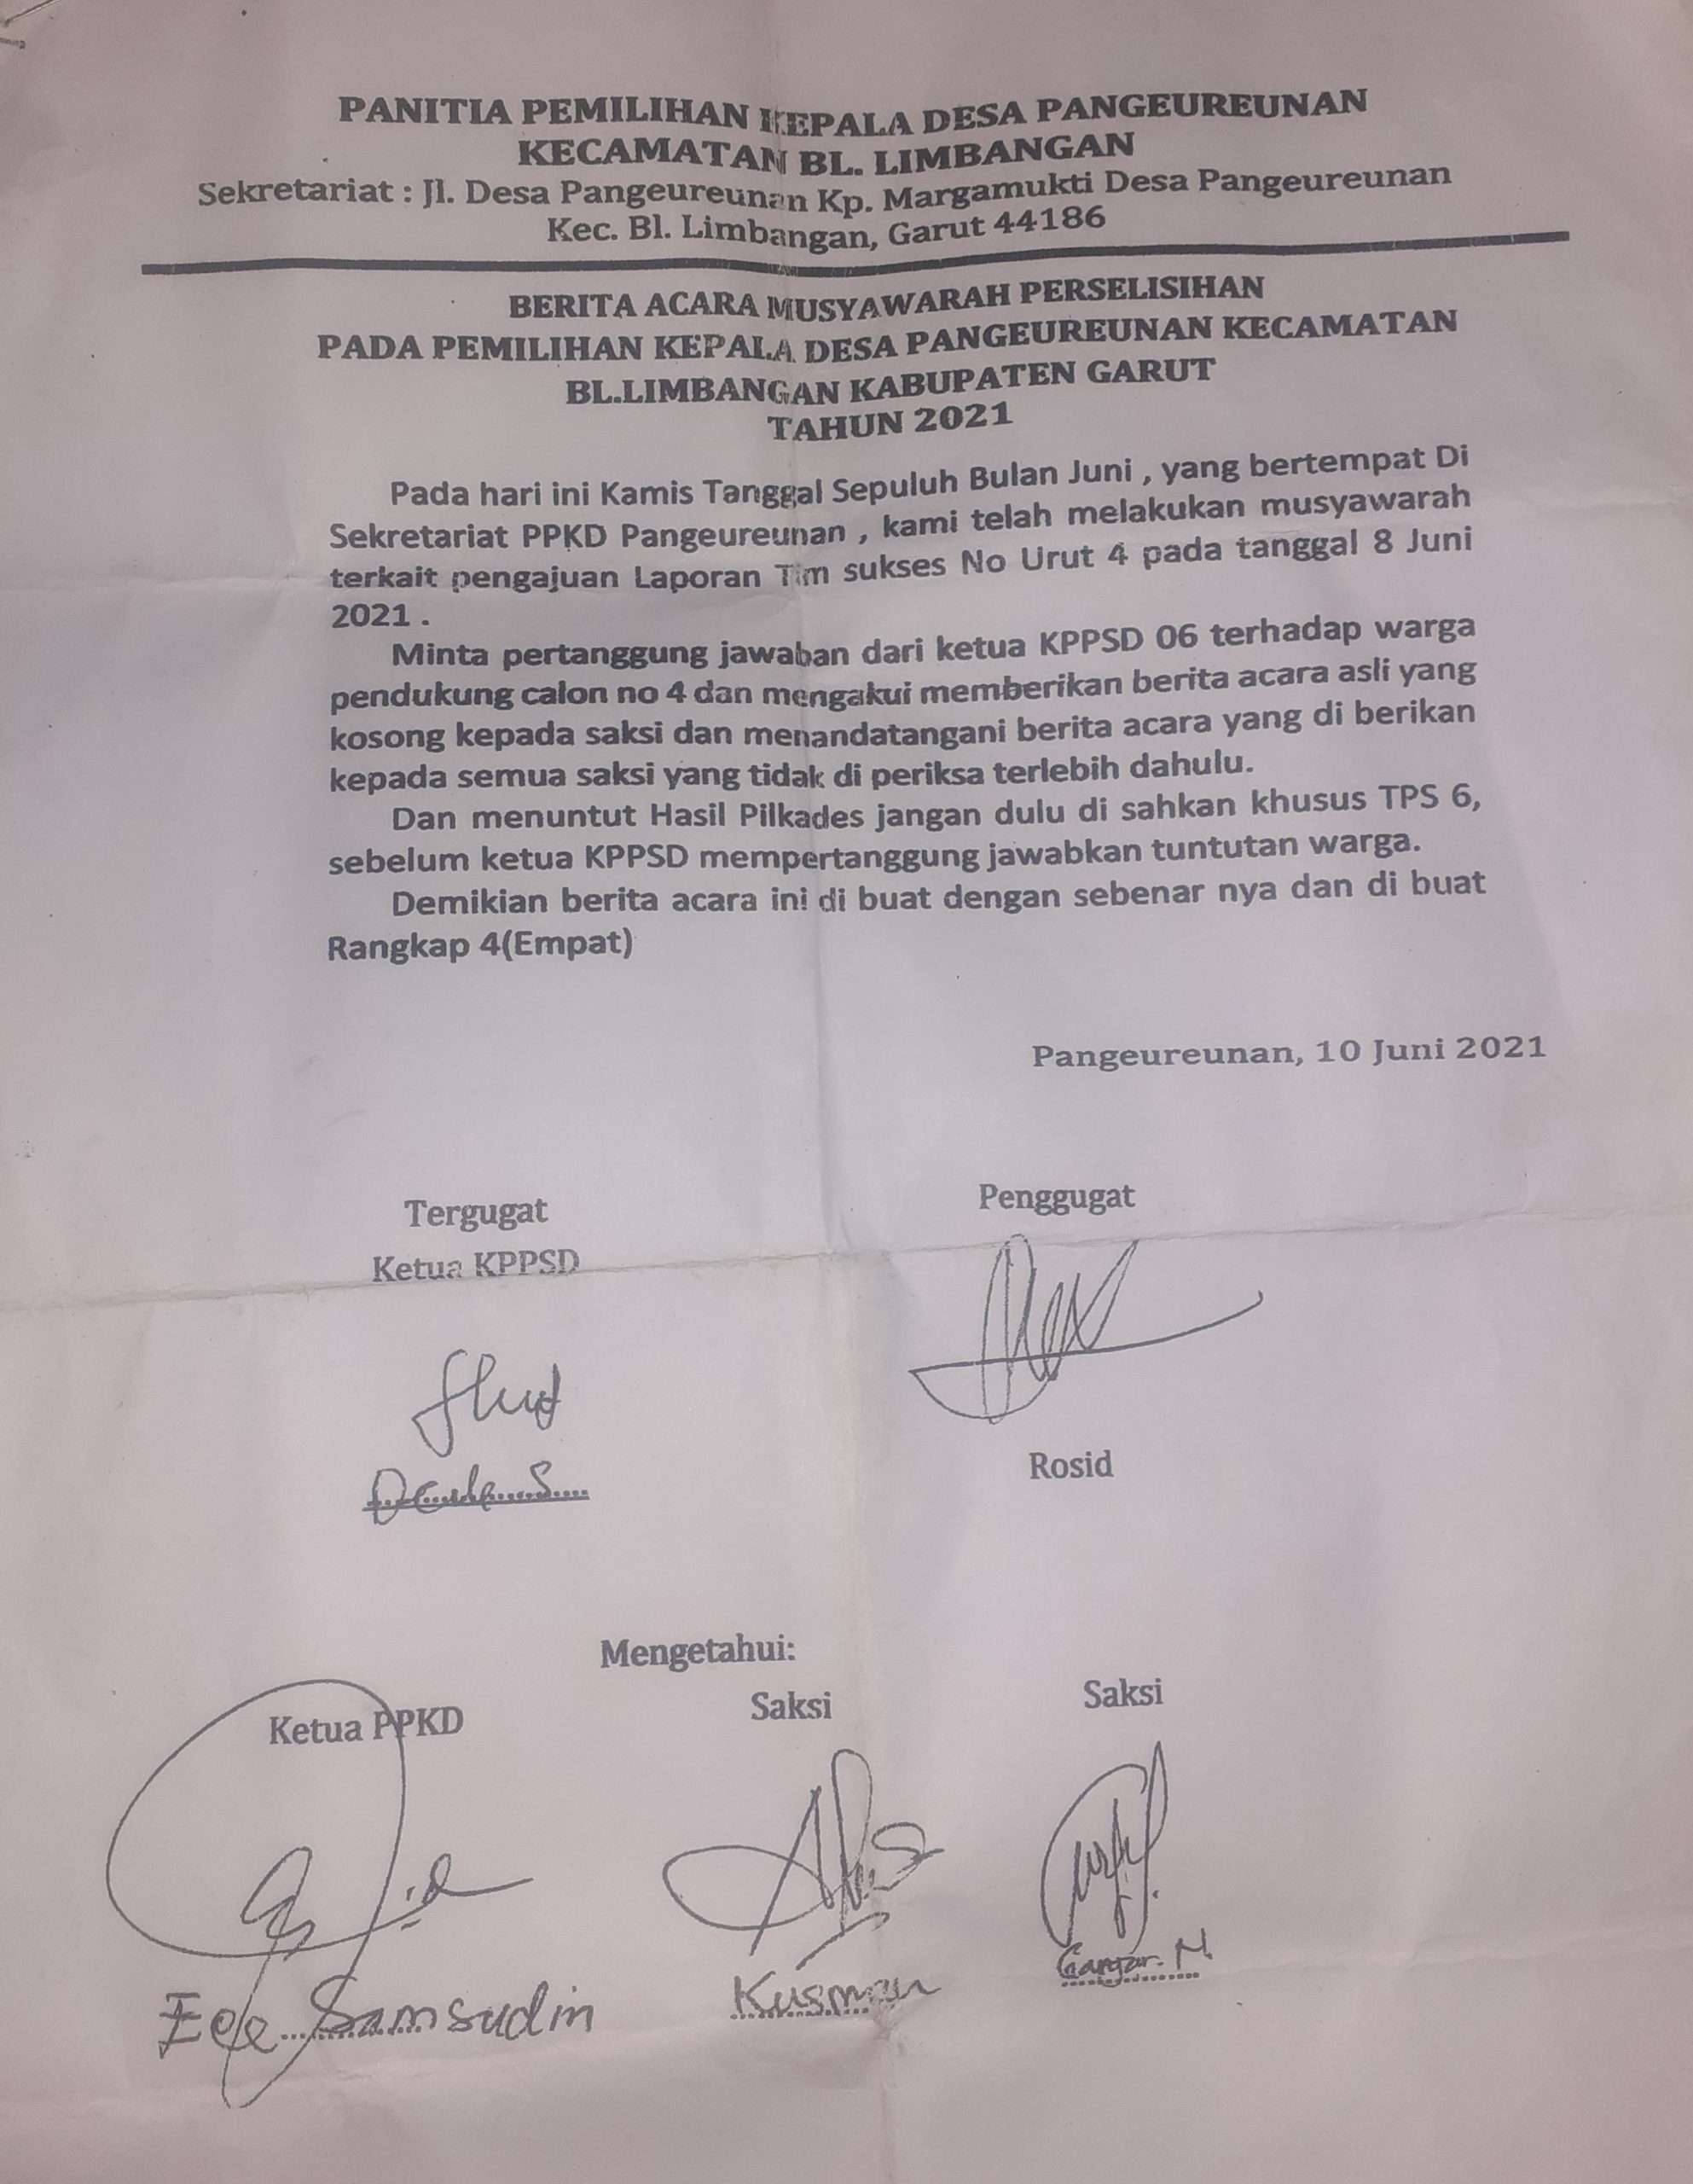 PANITIA PEMILIHAN KEPALA DESA PANGEUREUNAN
KECAMATAN BL. LIMBANGAN
Sekretariat : Jl. Desa Pangeureunan Kp. Margamukti Desa Pangeureunan
Kec. Bl. Limbangan, Garut 44186
BERITA ACARA MUSYAWARAH PERSELISIHAN
PADA PEMILIHAN KEPALA DESA PANGEUREUNAN KECAMATAN
BL.LIMBANGAN KABUPATEN GARUT
TAHUN 2021
Pada hari ini Kamis Tanggal Sepuluh Bulan Juni , yang bertempat Di
Sekretariat PPKD Pangeureunan , kami telah melakukan musyawarah
terkait pengajuan Laporan Tim sukses No Urut 4 pada tanggal 8 Juni
2021 .
Minta pertanggung jawaban dari ketua KPPSD 06 terhadap warga
pendukung calon no 4 dan mengakui memberikan berita acara asli yang
kosong kepada saksi dan menandatangani berita acara yang di berikan
kepada semua saksi yang tidak di periksa terlebih dahulu.
Dan menuntut Hasil Pilkades jangan dulu di sahkan khusus TPS 6,
sebelum ketua KPPSD mempertanggung jawabkan tuntutan warga.
Demikian berita acara ini di buat dengan sebenar nya dan di buat
Rangkap 4(Empat)
Pangeureunan, 10 Juni 2021
Tergugat Penggugat
Ketua KPPSD
Rosid
Mengetahui:
Ketua PPKD Saksi Saksi
Samsudin Kusman Ganjar. N